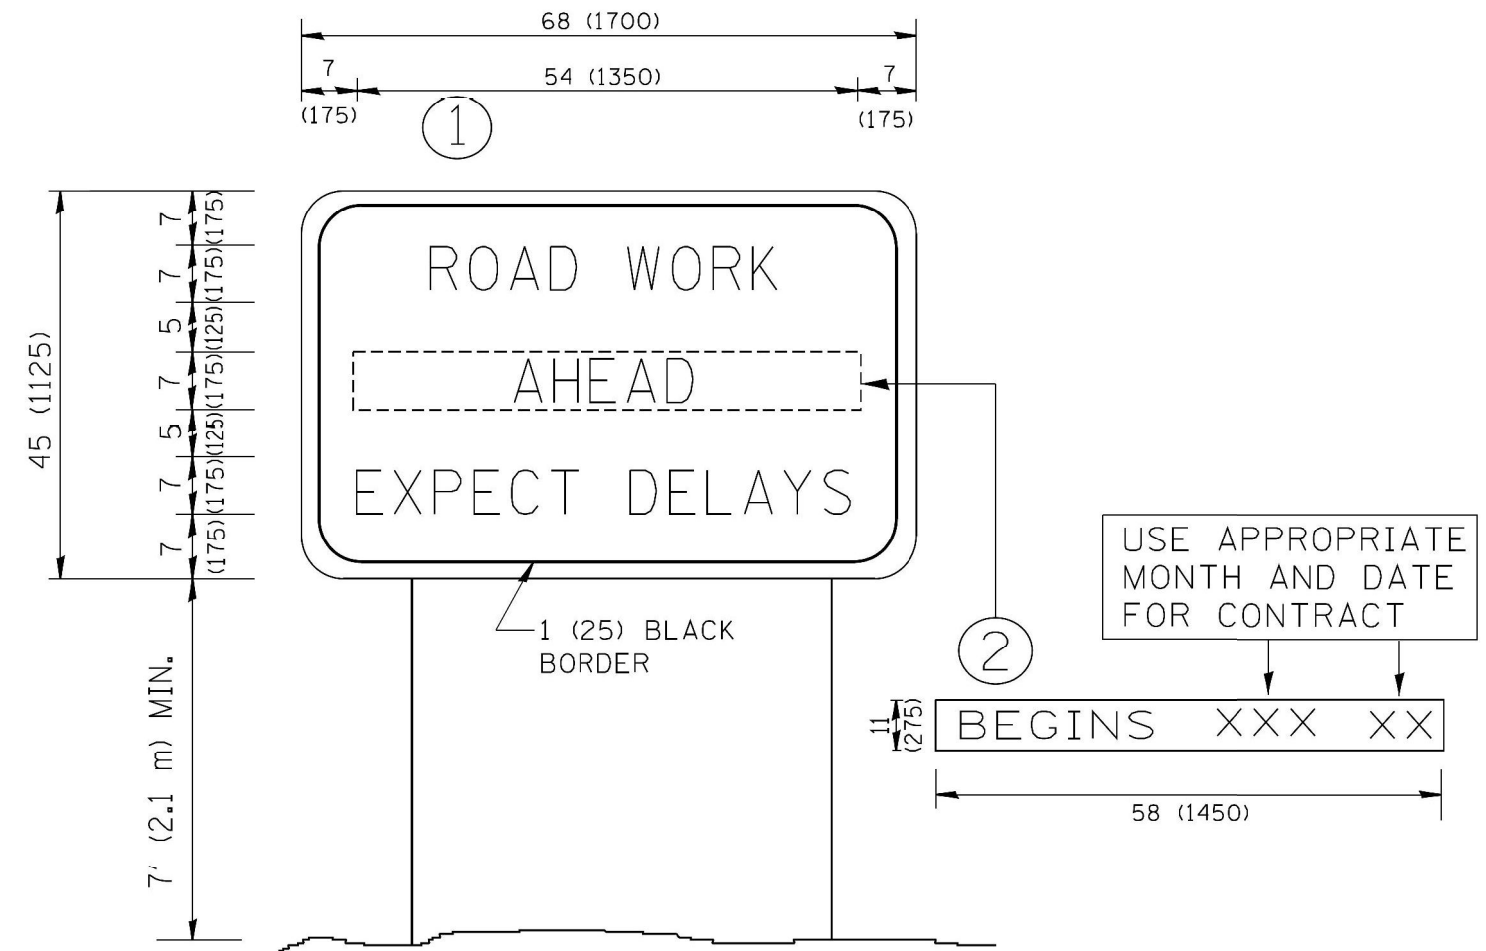 68 (1700)
7
54 (1350)
7
(175)
(175)
1
7
(175)
7
(175)
5
(125)
7
(175)
5
(125)
7
(175)
7
(175)
45 (1125)
ROAD WORK
AHEAD
EXPECT DELAYS
1 (25) BLACK
BORDER
7' (2.1 m) MIN.
2
USE APPROPRIATE
MONTH AND DATE
FOR CONTRACT
11
(275)
BEGINS XXX XX
58 (1450)